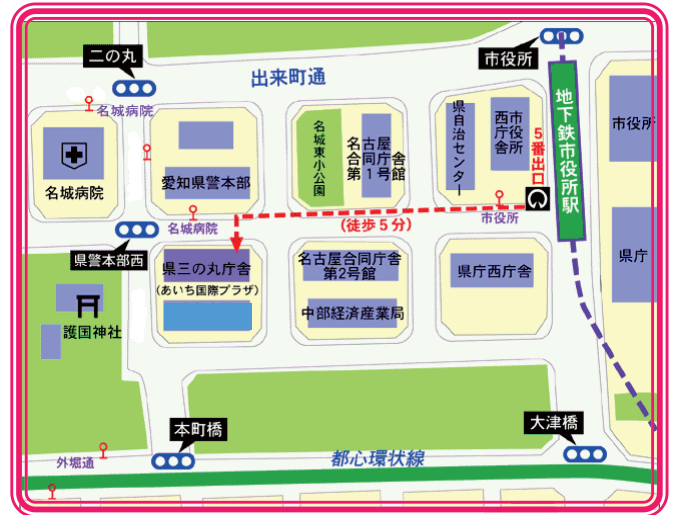 二の丸
出来町通
市役所
名城病院
名城病院
愛知県警本部
名城東小公園
名古屋
合同庁舎
第1号館
県自治センター
市役所
西庁舎
5番出口
地下鉄市役所駅
市役所
市役所
名城病院
(徒歩5分)
県警本部西
県三の丸庁舎
(あいち国際プラザ)
名古屋合同庁舎
第2号館
中部経済産業局
県庁西庁舎
県庁
護国神社
本町橋
大津橋
外堀通
都心環状線